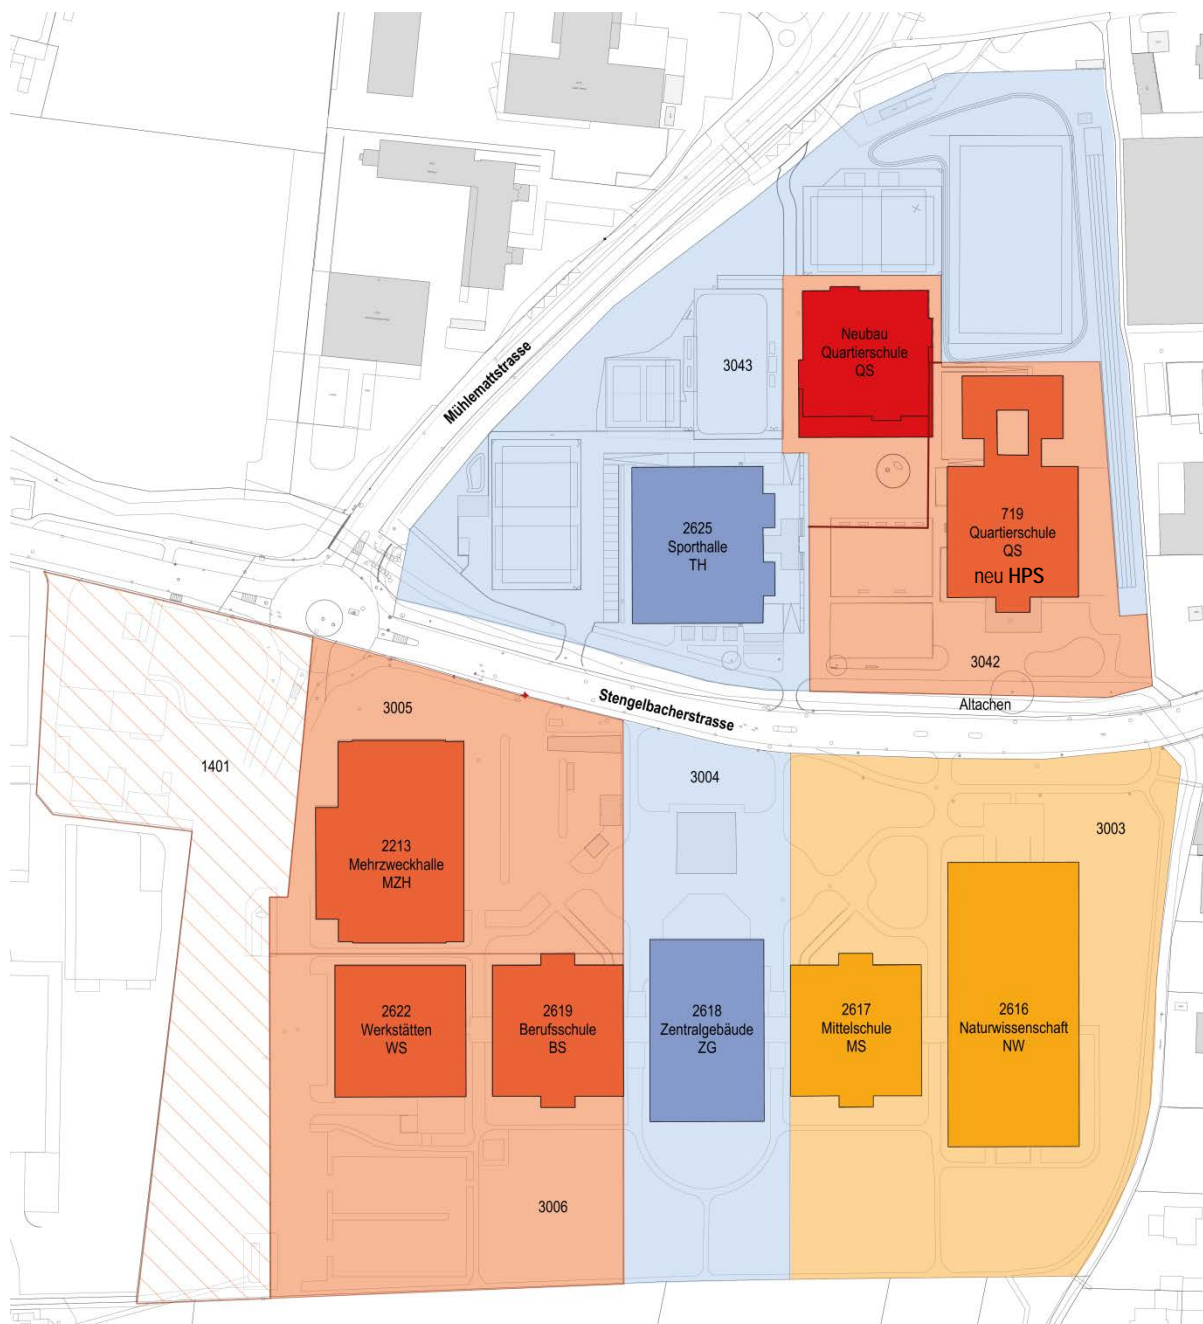 Mühlemattstrasse
Neubau
Quartierschule
QS
3043
2625
Sporthalle
TH
719
Quartierschule
QS
neu HPS
3042
Altachen
Stengelbacherstrasse
3005
1401
3004
3003
2213
Mehrzweckhalle
MZH
2622
Werkstätten
WS
2619
Berufsschule
BS
2618
Zentralgebäude
ZG
2617
Mittelschule
MS
2616
Naturwissenschaft
NW
3006